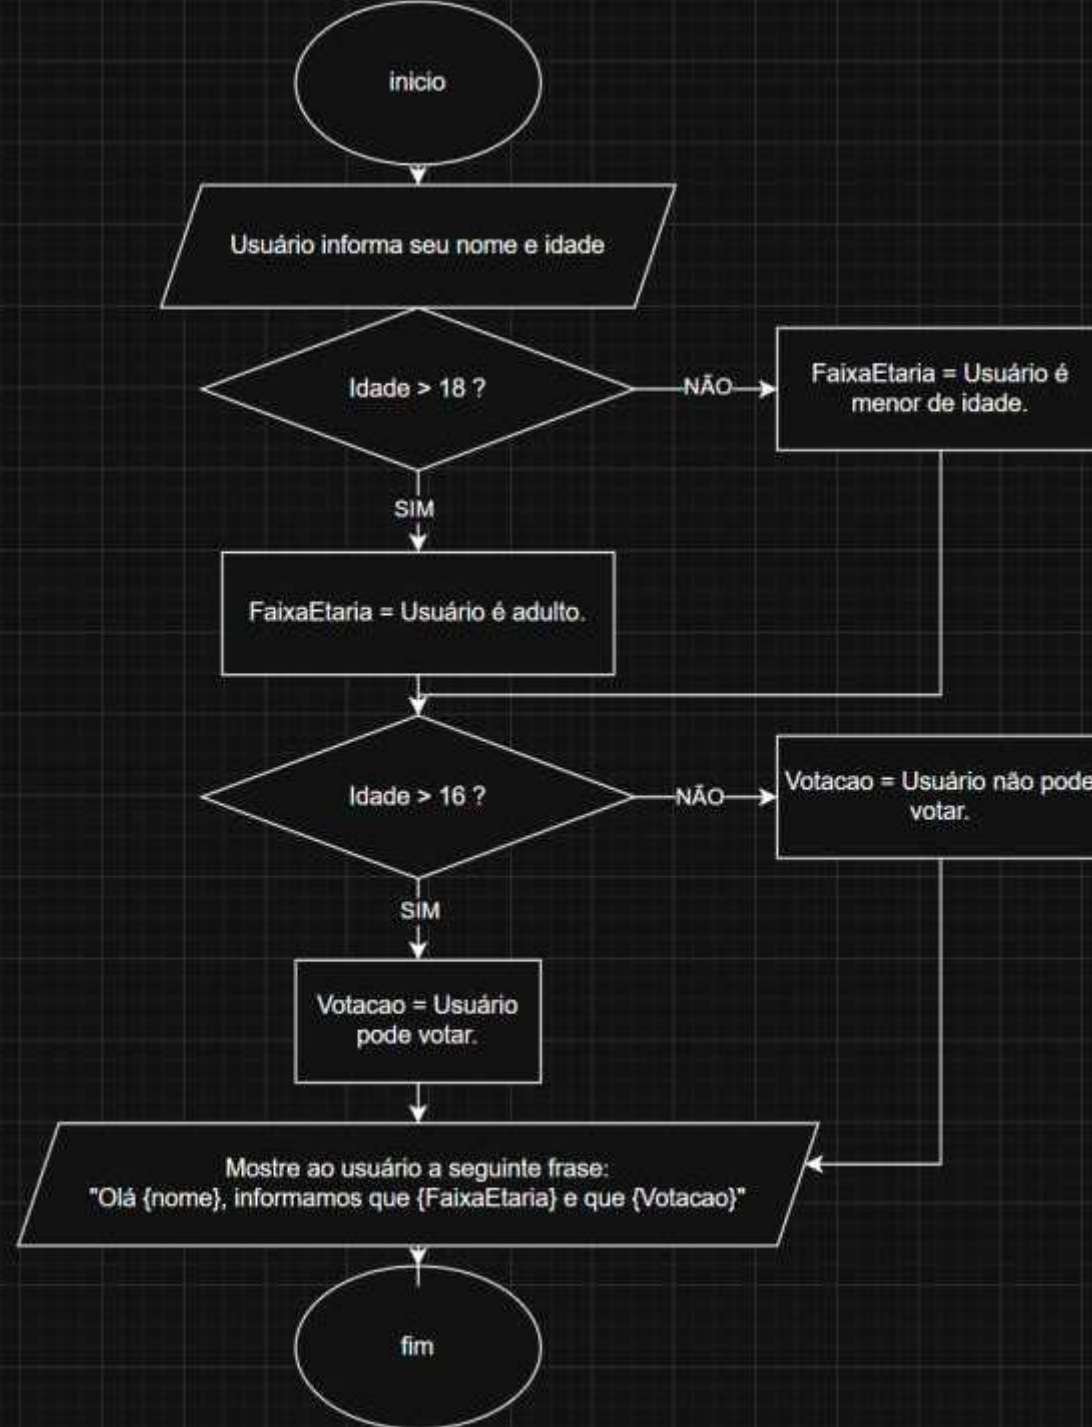 inicio
Usuário informa seu nome e idade
Idade > 18 ?
NÃO
FaixaEtaria = Usuário é
menor de idade.
SIM
FaixaEtaria = Usuário é adulto.
Idade > 16 ?
NÃO
Votacao = Usuário não pode
votar.
SIM
Votacao = Usuário
pode votar.
Mostre ao usuário a seguinte frase:
"Olá {nome}, informamos que {FaixaEtaria} e que {Votacao}"
fim